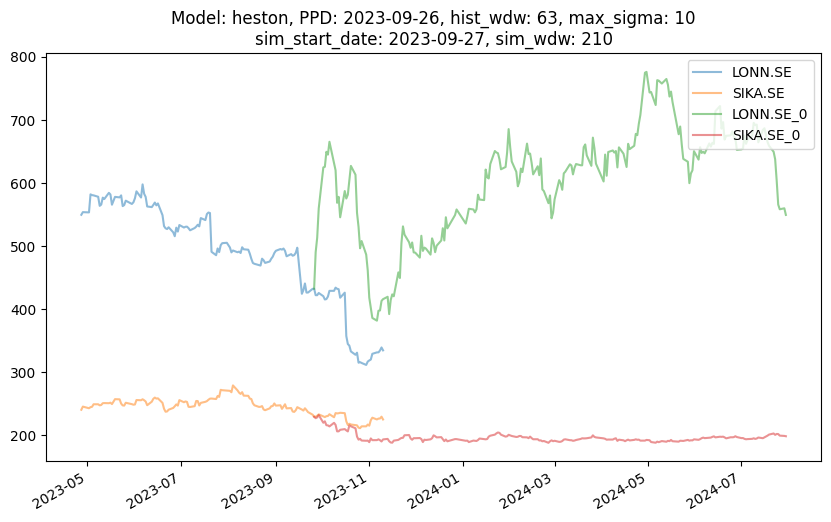 Model: heston, PPD: 2023-09-26, hist_wdw: 63, max_sigma: 10
sim_start_date: 2023-09-27, sim_wdw: 210
800
700
600
500
400
300
200
LONN.SE
SIKA.SE
LONN.SE_0
SIKA.SE_0
2023-05
2023-07
2023-09
2023-11
2024-01
2024-03
2024-05
2024-07